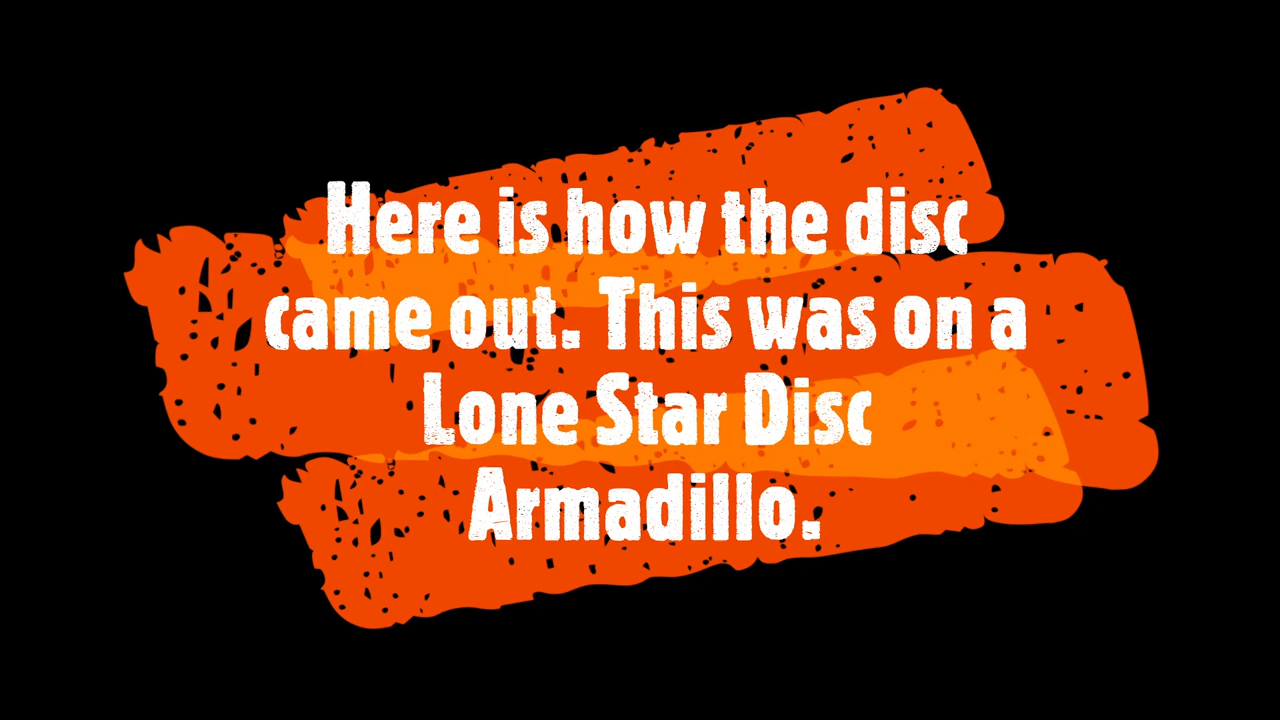 Here is how the disc
came out. This was on a
Lone Star Disc
Armadillo.